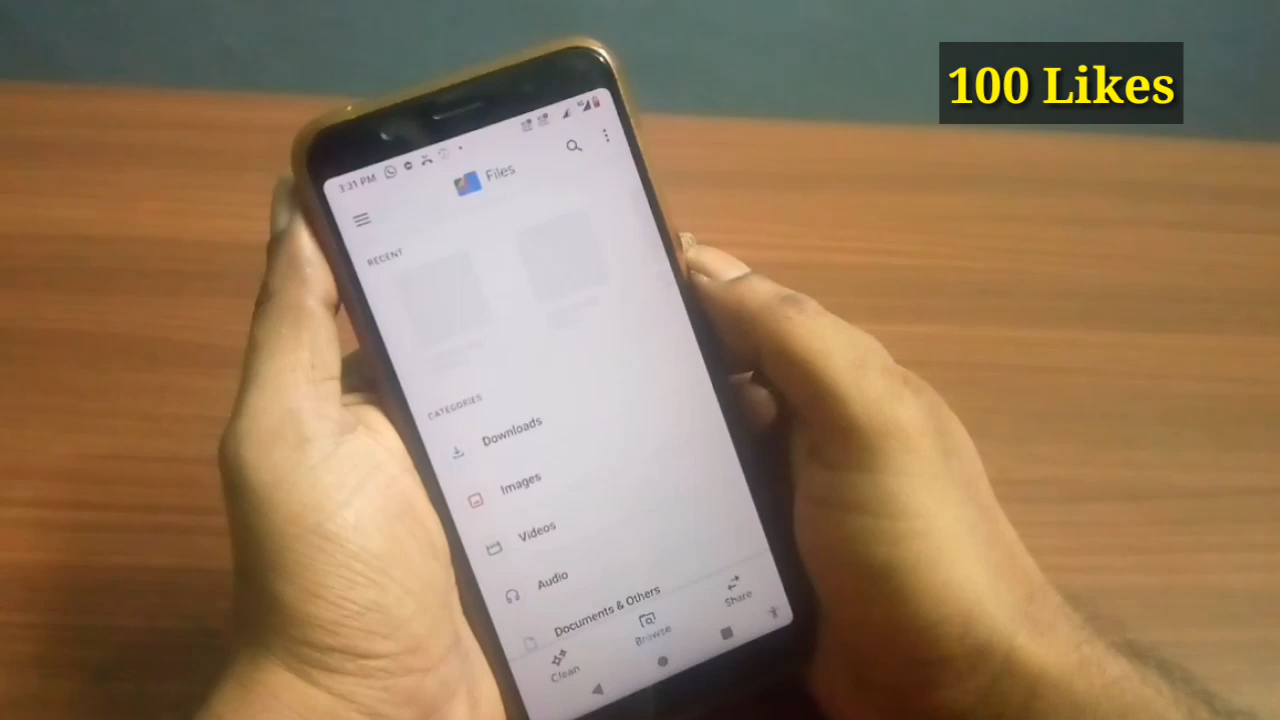 100 Likes
3:31 PM
Files
RECENT
CATEGORIES
Downloads
Images
Videos
Audio
Documents & Others
Clean
Browse
Share